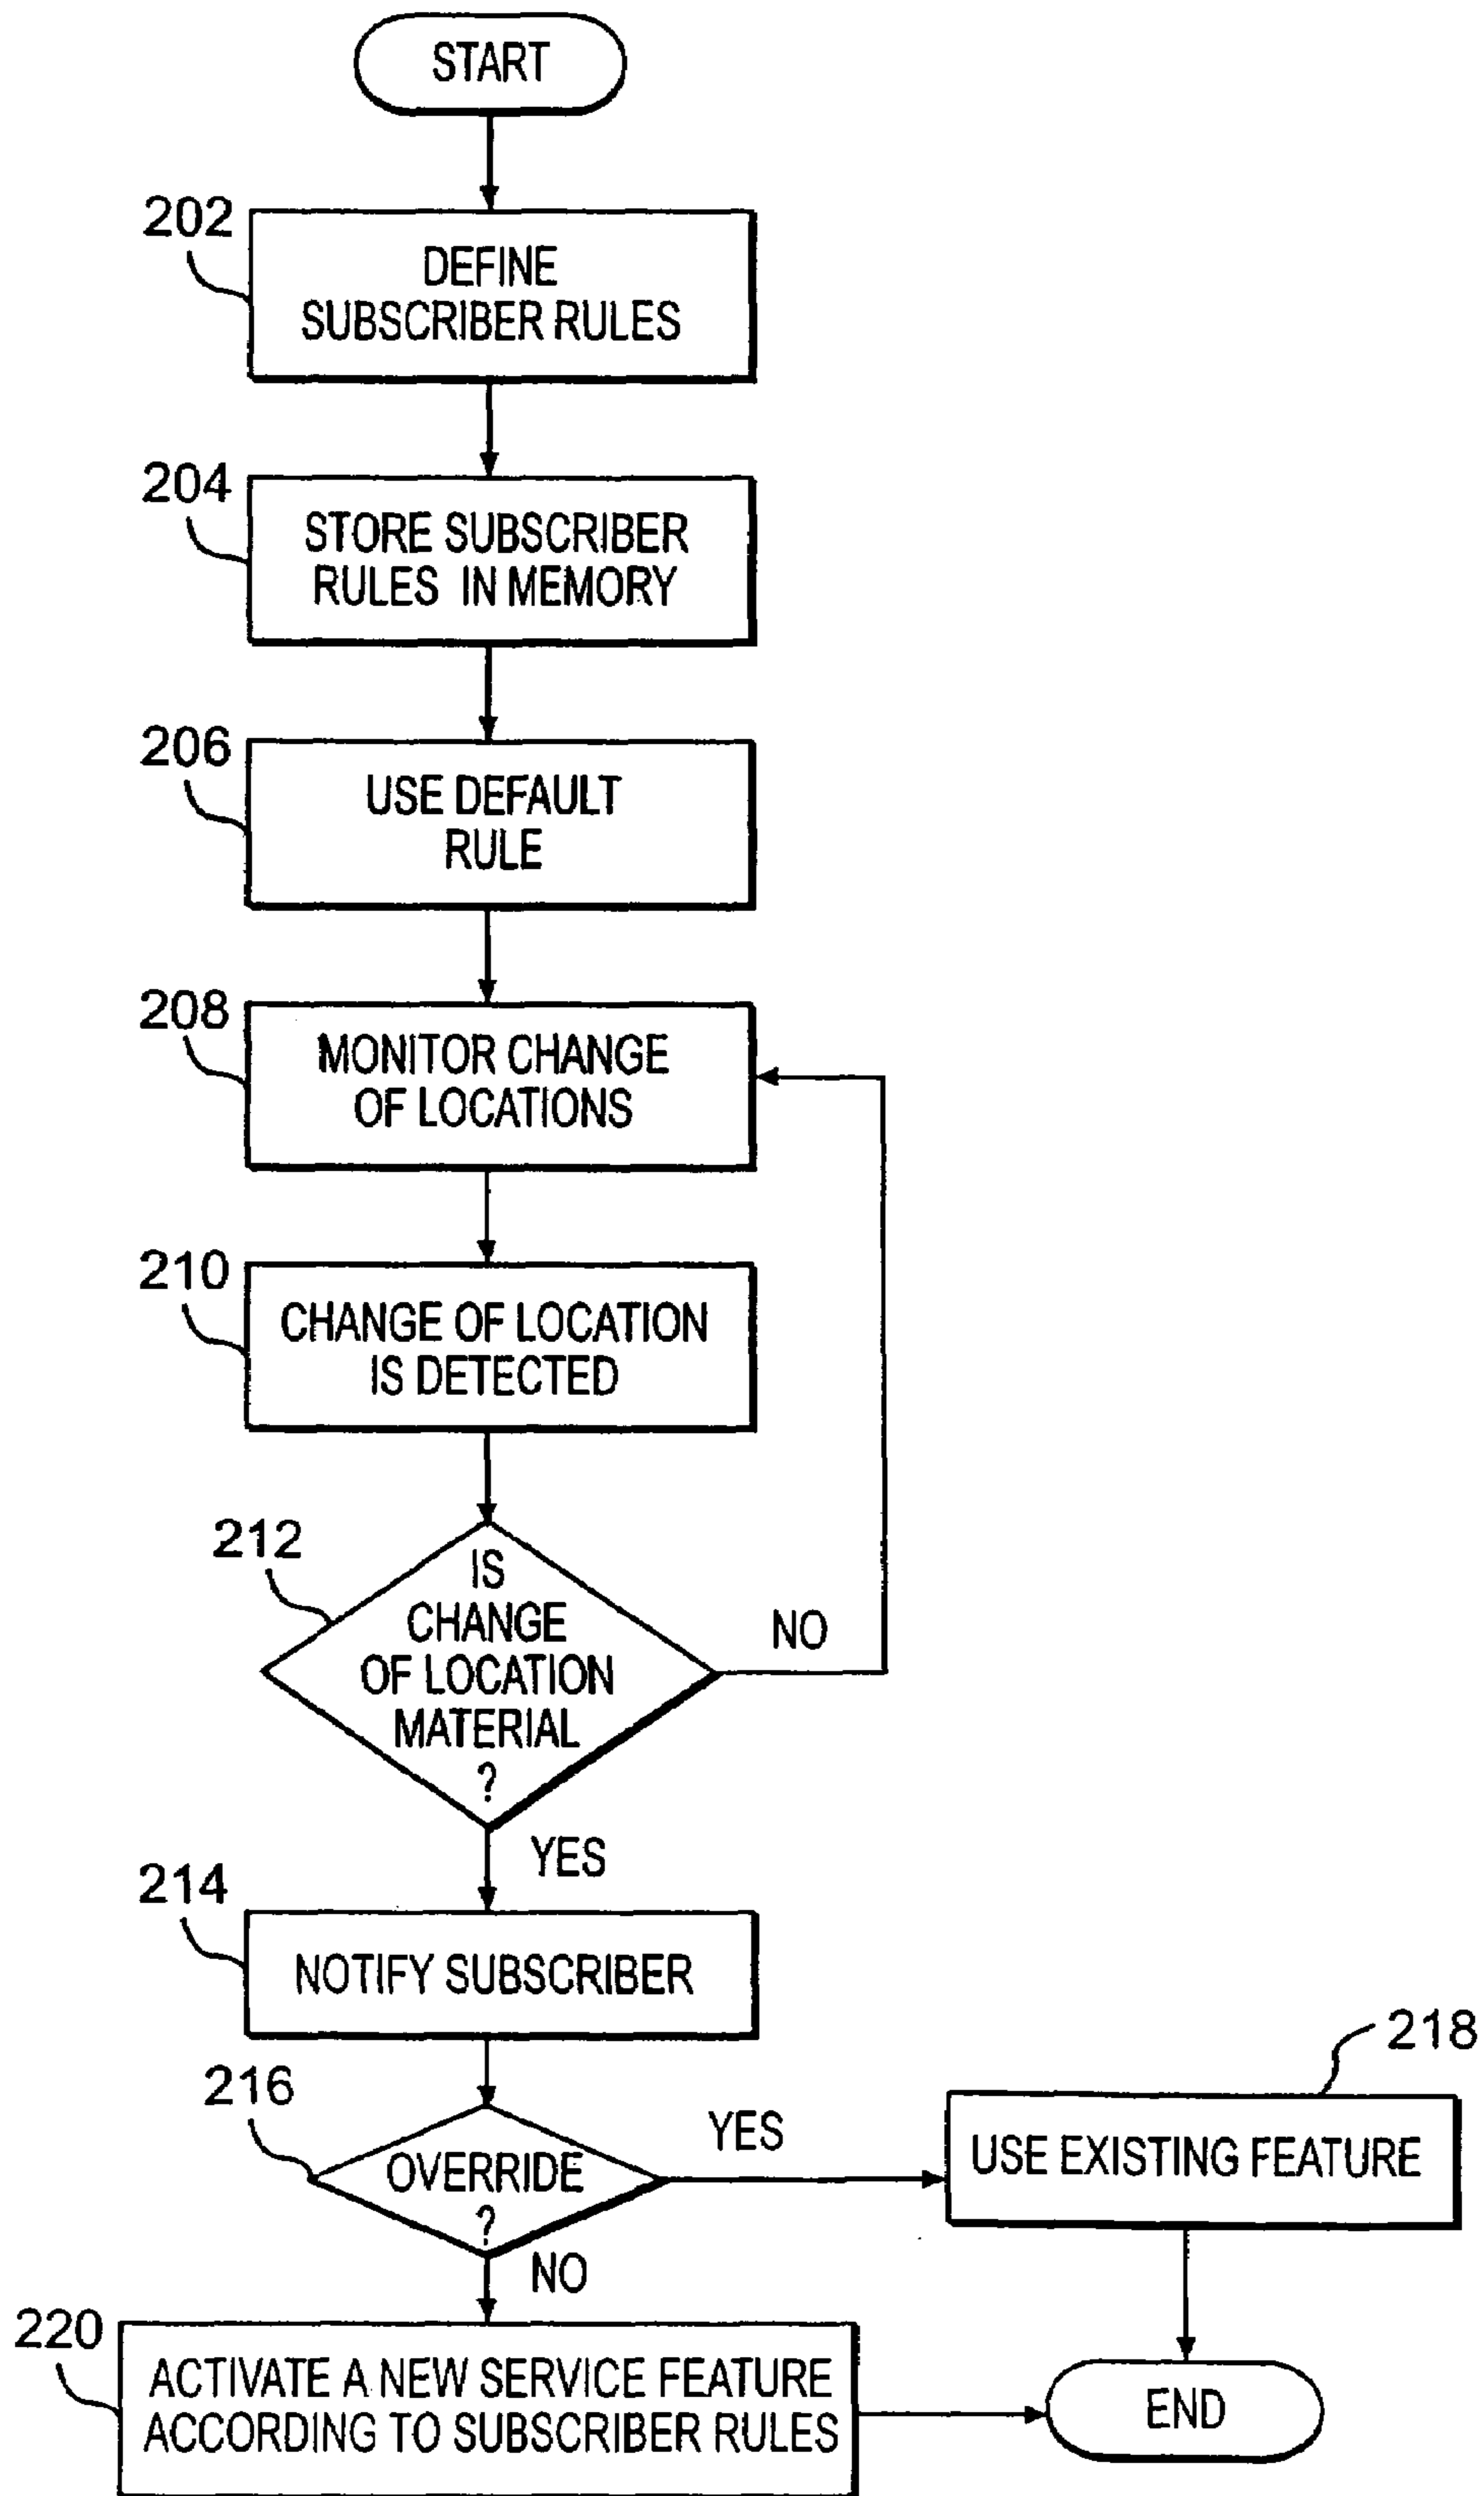 START
202
DEFINE
SUBSCRIBER RULES
204
STORE SUBSCRIBER
RULES IN MEMORY
206
USE DEFAULT
RULE
208
MONITOR CHANGE
OF LOCATIONS
210
CHANGE OF LOCATION
IS DETECTED
212
IS
CHANGE
OF LOCATION
MATERIAL
?
NO
YES
214
NOTIFY SUBSCRIBER
216
OVERRIDE
?
YES
218
USE EXISTING FEATURE
NO
220
ACTIVATE A NEW SERVICE FEATURE
ACCORDING TO SUBSCRIBER RULES
END